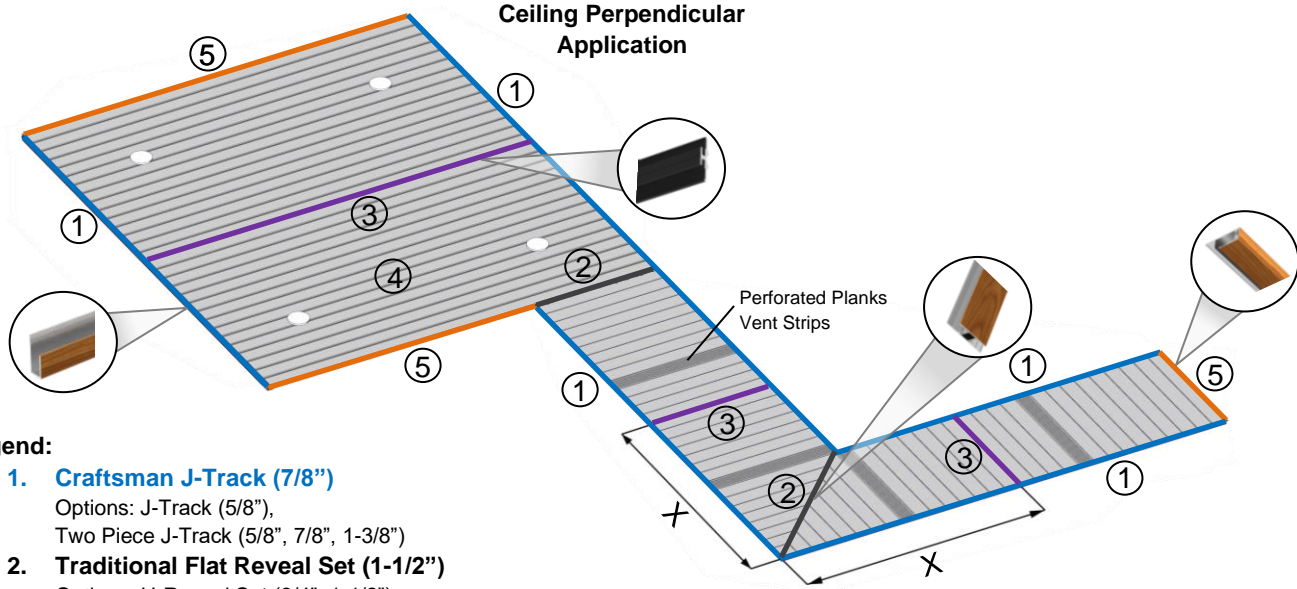 Ceiling Perpendicular
Application
5
1
3
1
4
2
Perforated Planks
Vent Strips
5
1
1
5
3
3
1
2
X
X
gend:
1. Craftsman J-Track (7/8”)
Options: J-Track (5/8”),
Two Piece J-Track (5/8”, 7/8”, 1-3/8”)
2. Traditional Flat Reveal Set (1-1/2”)